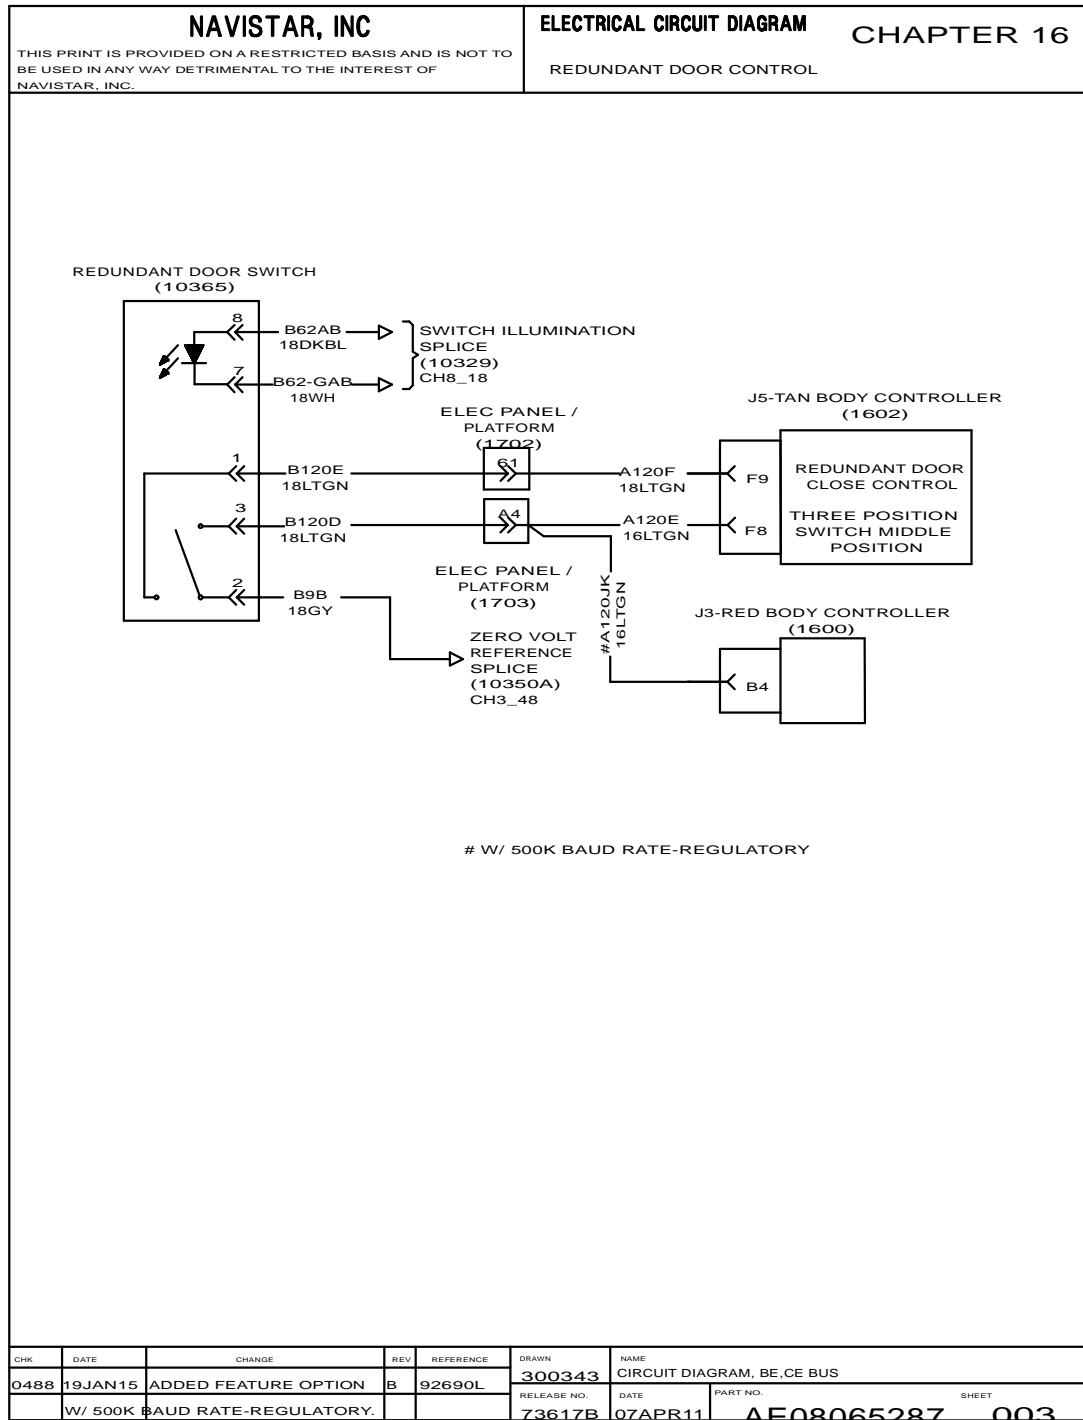 NAVISTAR, INC
THIS PRINT IS PROVIDED ON A RESTRICTED BASIS AND IS NOT TO
BE USED IN ANY WAY DETRIMENTAL TO THE INTEREST OF
NAVISTAR, INC.
ELECTRICAL CIRCUIT DIAGRAM
CHAPTER 16
REDUNDANT DOOR CONTROL
REDUNDANT DOOR SWITCH
(10365)
8
B62AB
18DKBL
7
B62-GAB
18WH
SWITCH ILLUMINATION
SPLICE
(10329)
CH8_18
ELEC PANEL /
PLATFORM
(1702)
61
1
B120E
18LTGN
A120F
18LTGN
3
B120D
18LTGN
A4
A120E
16LTGN
ELEC PANEL /
PLATFORM
(1703)
2
B9B
18GY
ZERO VOLT
REFERENCE
SPLICE
(10350A)
CH3_48
#A120JK
16LTGN
J5-TAN BODY CONTROLLER
(1602)
F9
REDUNDANT DOOR
CLOSE CONTROL
F8
THREE POSITION
SWITCH MIDDLE
POSITION
J3-RED BODY CONTROLLER
(1600)
B4
# W/ 500K BAUD RATE-REGULATORY
CHK DATE CHANGE REV REFERENCE
0488 19JAN15 ADDED FEATURE OPTION B 92690L
W/ 500K BAUD RATE-REGULATORY.
DRAWN
300343
NAME
CIRCUIT DIAGRAM, BE,CE BUS
RELEASE NO.
73617B
DATE
07APR11
PART NO.
AE08065287
SHEET
003